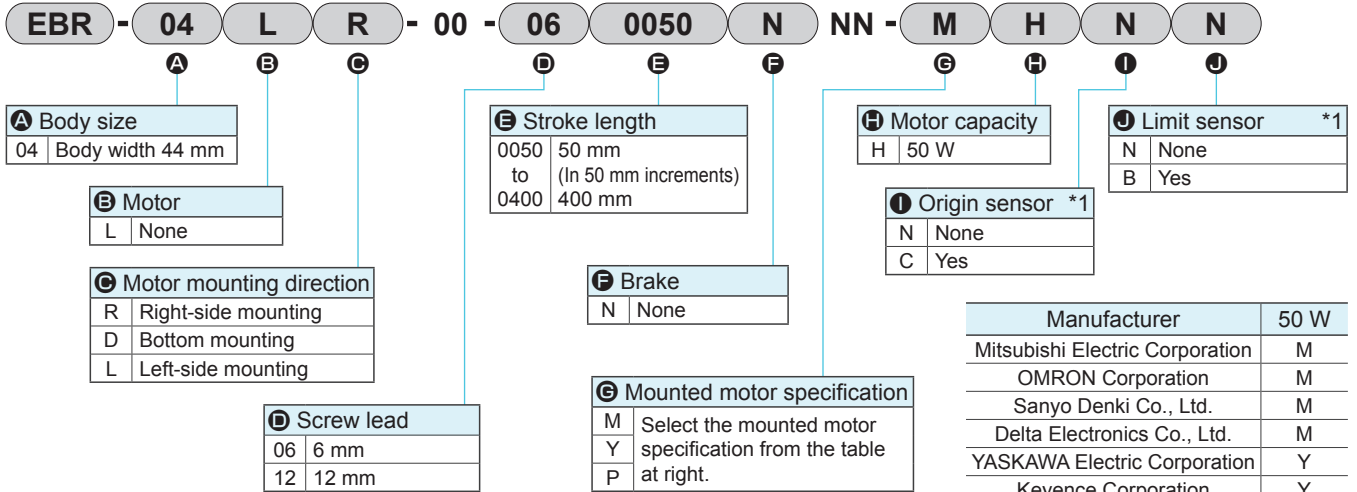 EBR - 04 L R - 00 - 06 0050 N NN - M H N N
A B C D E F G H I J
A Body size
04 Body width 44 mm
B Motor
L None
C Motor mounting direction
R Right-side mounting
D Bottom mounting
L Left-side mounting
D Screw lead
06 6 mm
12 12 mm
E Stroke length
0050 50 mm
to (In 50 mm increments)
0400 400 mm
F Brake
N None
G Mounted motor specification
M Select the mounted motor
Y specification from the table
P at right.
H Motor capacity
H 50 W
I Origin sensor *1
N None
C Yes
J Limit sensor *1
N None
B Yes
Manufacturer 50 W
Mitsubishi Electric Corporation M
OMRON Corporation M
Sanyo Denki Co., Ltd. M
Delta Electronics Co., Ltd. M
YASKAWA Electric Corporation Y
Keyence Corporation Y